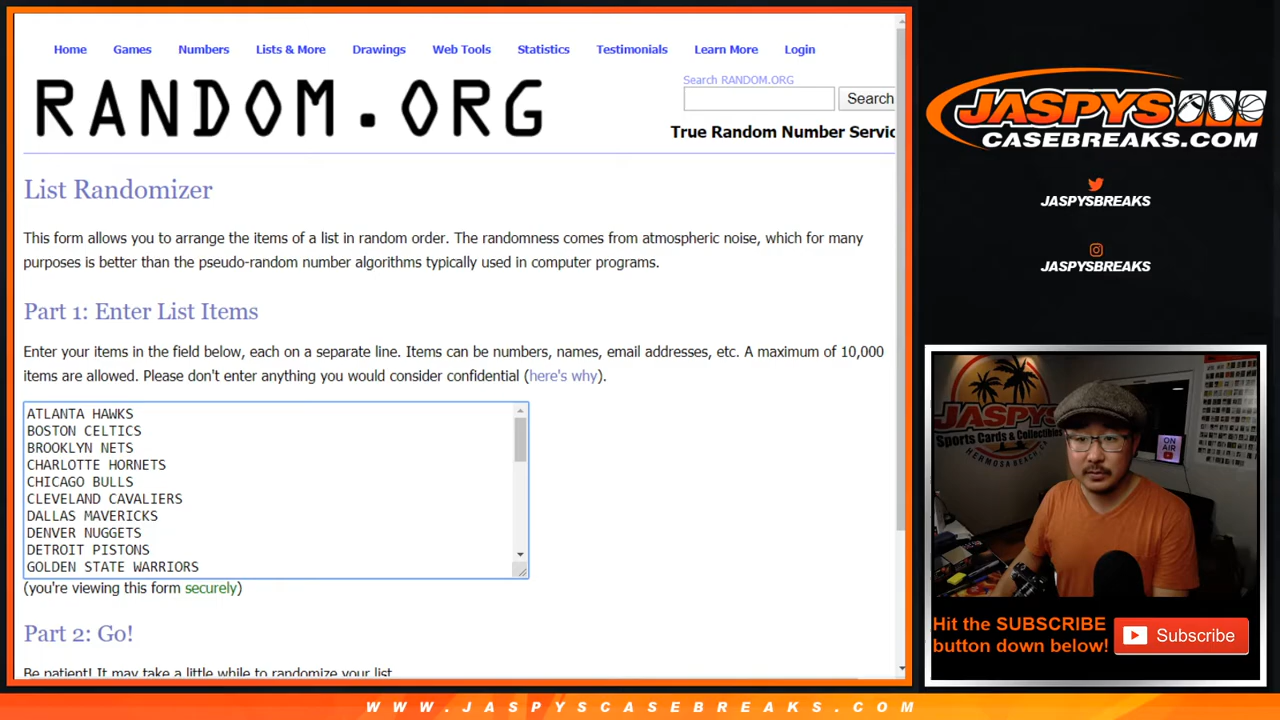 Home Games Numbers Lists & More Drawings Web Tools Statistics Testimonials Learn More Login
RANDOM.ORG
Search RANDOM.ORG
Search
True Random Number Servic
List Randomizer
This form allows you to arrange the items of a list in random order. The randomness comes from atmospheric noise, which for many
purposes is better than the pseudo-random number algorithms typically used in computer programs.
Part 1: Enter List Items
Enter your items in the field below, each on a separate line. Items can be numbers, names, email addresses, etc. A maximum of 10,000
items are allowed. Please don't enter anything you would consider confidential (here's why).
ATLANTA HAWKS
BOSTON CELTICS
BROOKLYN NETS
CHARLOTTE HORNETS
CHICAGO BULLS
CLEVELAND CAVALIERS
DALLAS MAVERICKS
DENVER NUGGETS
DETROIT PISTONS
GOLDEN STATE WARRIORS
(you're viewing this form securely)
Part 2: Go!
Be patient! It may take a little while to randomize your list
JASPYS
CASEBREAKS.COM
JASPYSBREAKS
JASPYSBREAKS
JASPYS
Sports Cards & Collectibles
HERMOSA BEACH, CA
ON
AIR
Hit the SUBSCRIBE
button down below!
Subscribe
WWW.JASPYSCASEBREAKS.COM